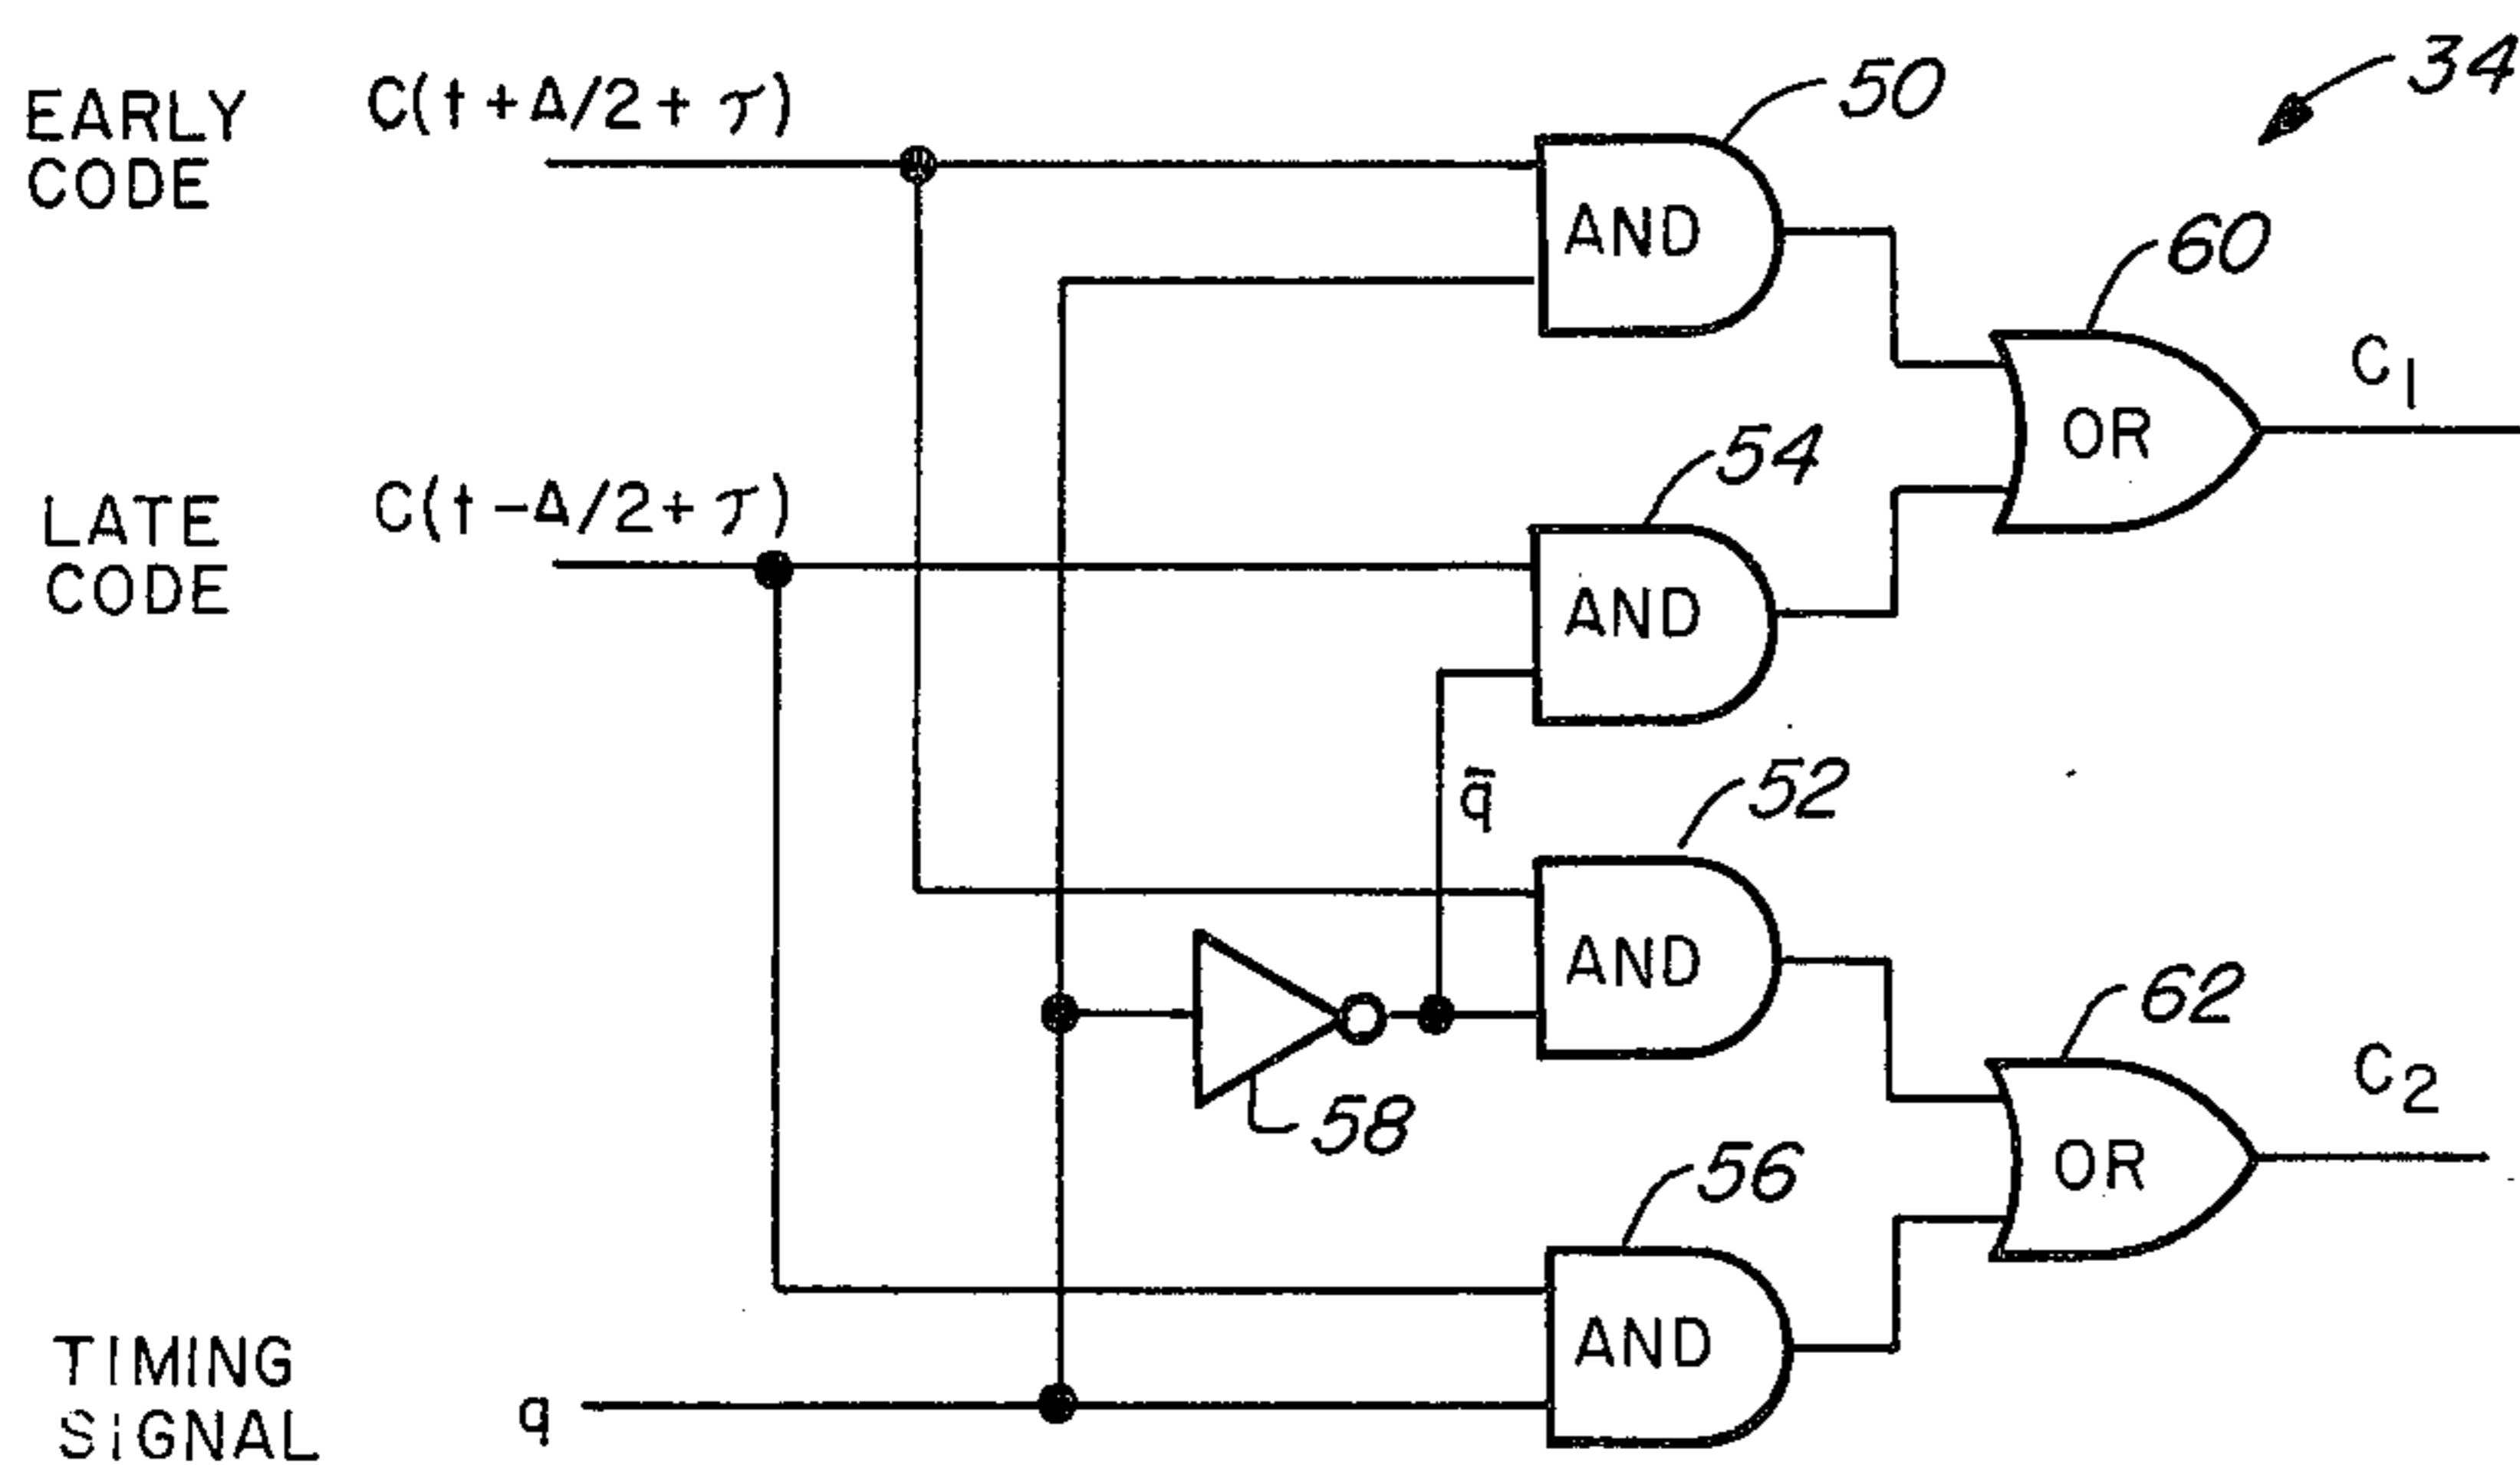 EARLY
CODE
C(t + Δ/2 + τ)
50
34
AND
60
C1
OR
LATE
CODE
C(t - Δ/2 + τ)
54
AND
q̄
52
AND
58
62
C2
OR
56
AND
TIMING
SIGNAL
q